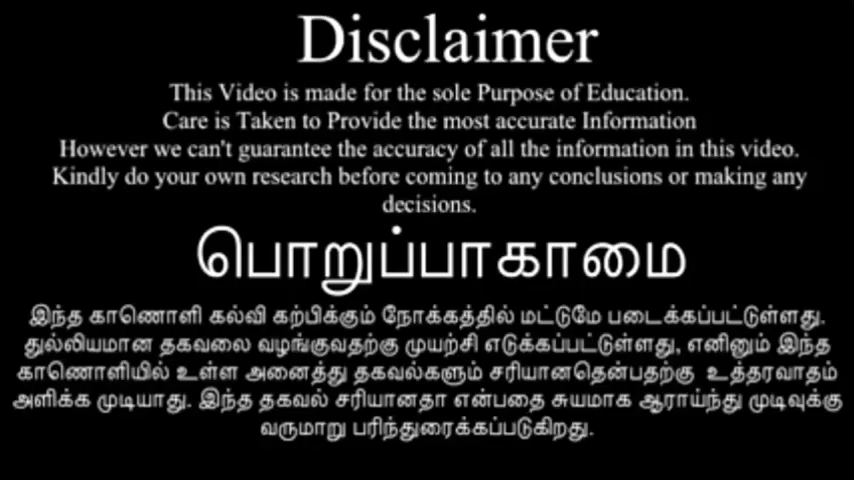 Disclaimer
This Video is made for the sole Purpose of Education.
Care is Taken to Provide the most accurate Information
However we can't guarantee the accuracy of all the information in this video.
Kindly do your own research before coming to any conclusions or making any
decisions.
பொறுப்பாகாமை
இந்த காணொளி கல்வி கற்பிக்கும் நோக்கத்தில் மட்டுமே படைக்கப்பட்டுள்ளது.
துல்லியமான தகவலை வழங்குவதற்கு முயற்சி எடுக்கப்பட்டுள்ளது, எனினும் இந்த
காணொளியில் உள்ள அனைத்து தகவல்களும் சரியானதென்பதற்கு உத்தரவாதம்
அளிக்க முடியாது. இந்த தகவல் சரியானதா என்பதை சுயமாக ஆராய்ந்து முடிவுக்கு
வருமாறு பரிந்துரைக்கப்படுகிறது.